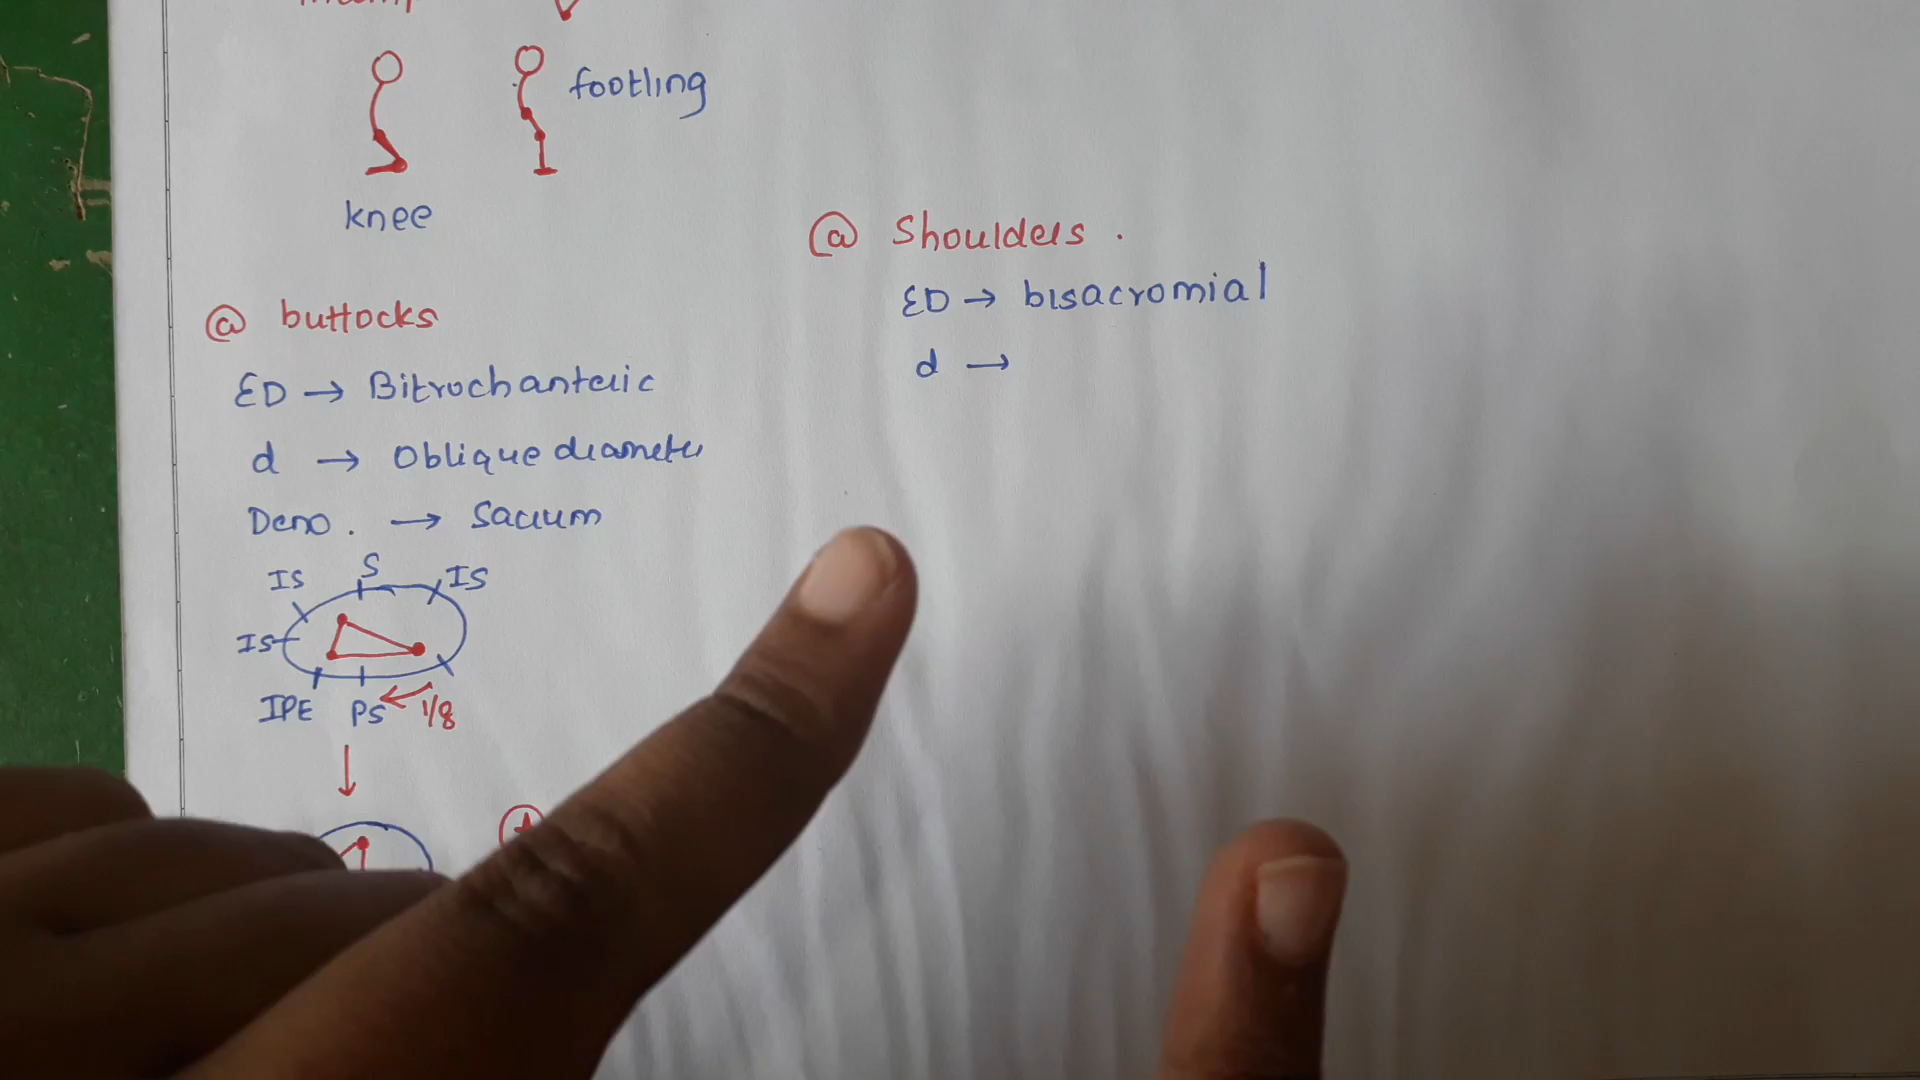 footling
knee
@ buttocks
ED → Bitrochanteric
d → Oblique diameter
Deno. → Sacrum
IS S IS
IS
IPE PS 1/8
@ Shoulders.
ED → bisacromial
d →